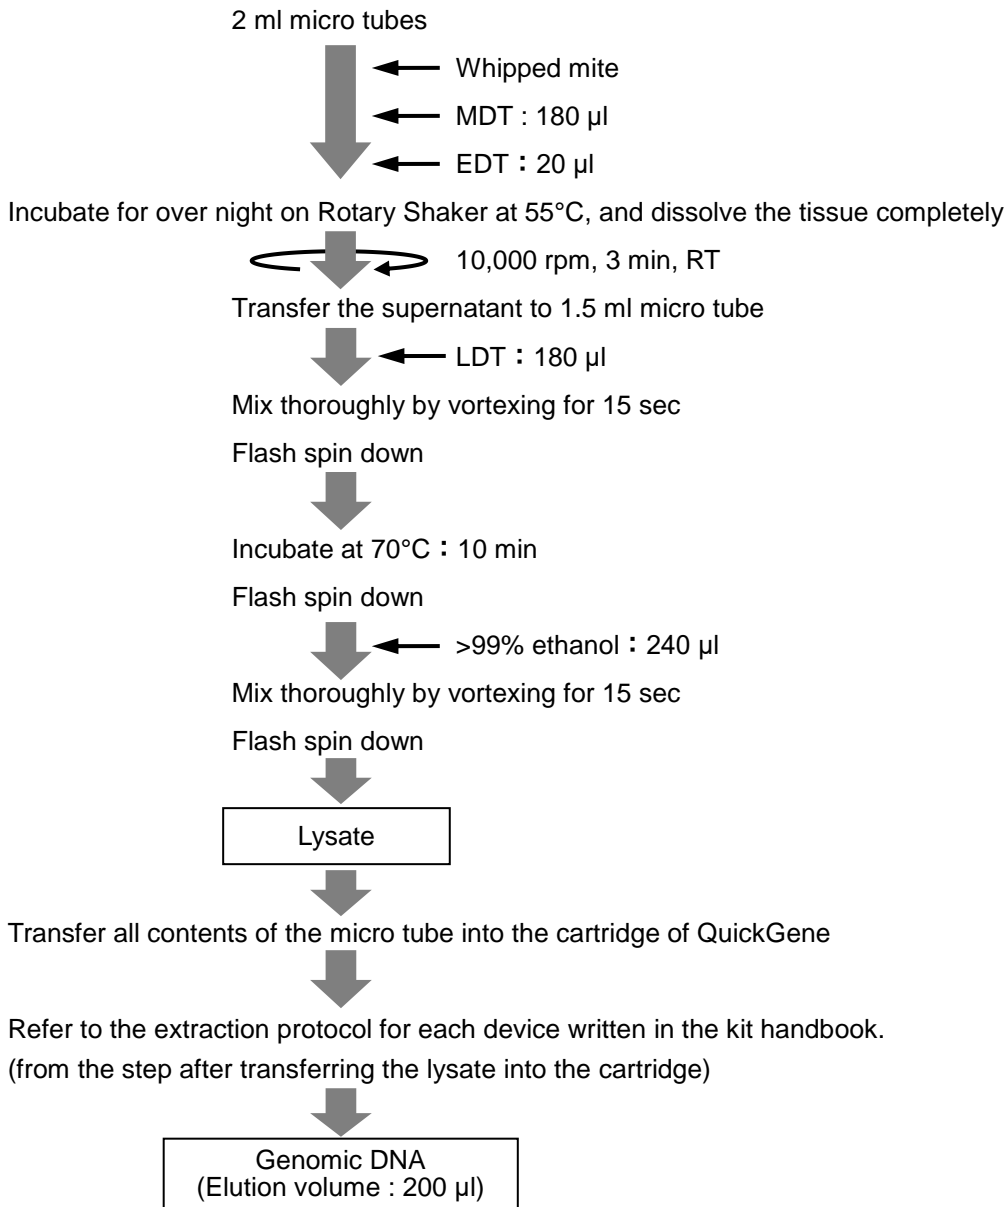 2 ml micro tubes
Whipped mite
MDT : 180 µl
EDT：20 µl
Incubate for over night on Rotary Shaker at 55°C, and dissolve the tissue completely
10,000 rpm, 3 min, RT
Transfer the supernatant to 1.5 ml micro tube
LDT：180 µl
Mix thoroughly by vortexing for 15 sec
Flash spin down
Incubate at 70°C：10 min
Flash spin down
>99% ethanol：240 µl
Mix thoroughly by vortexing for 15 sec
Flash spin down
Lysate
Transfer all contents of the micro tube into the cartridge of QuickGene
Refer to the extraction protocol for each device written in the kit handbook.
(from the step after transferring the lysate into the cartridge)
Genomic DNA
(Elution volume : 200 µl)